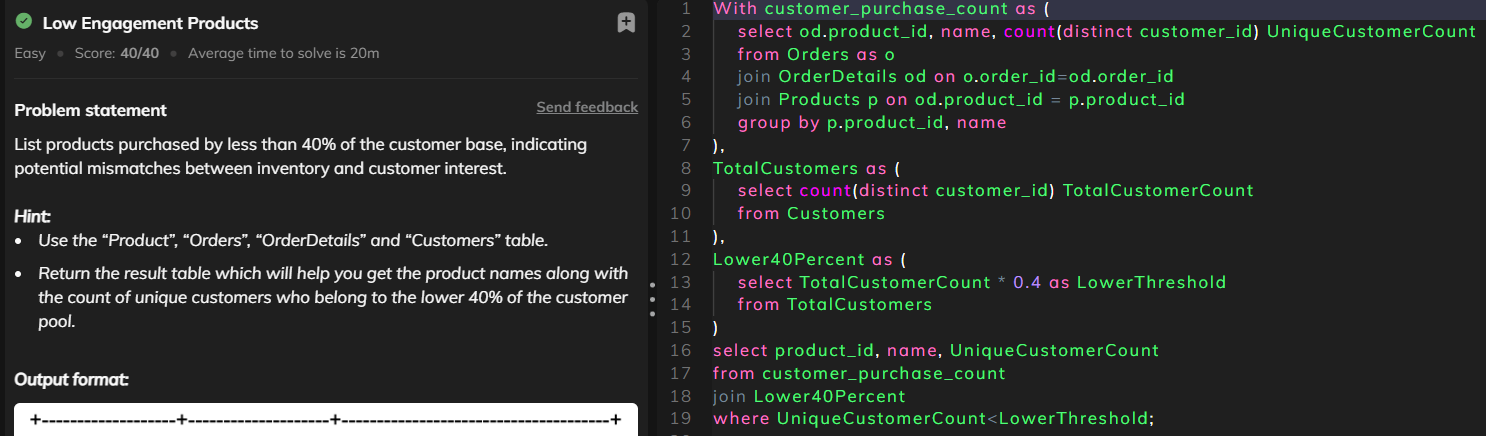 Low Engagement Products
Easy • Score: 40/40 • Average time to solve is 20m
Problem statement
Send feedback
List products purchased by less than 40% of the customer base, indicating
potential mismatches between inventory and customer interest.
Hint:
• Use the “Product”, “Orders”, “OrderDetails” and “Customers” table.
• Return the result table which will help you get the product names along with
the count of unique customers who belong to the lower 40% of the customer
pool.
Output format:
+-------------------+--------------------+--------------------------------------+
1 With customer_purchase_count as (
2 select od.product_id, name, count(distinct customer_id) UniqueCustomerCount
3 from Orders as o
4 join OrderDetails od on o.order_id=od.order_id
5 join Products p on od.product_id = p.product_id
6 group by p.product_id, name
7 ),
8 TotalCustomers as (
9 select count(distinct customer_id) TotalCustomerCount
10 from Customers
11 ),
12 Lower40Percent as (
13 select TotalCustomerCount * 0.4 as LowerThreshold
14 from TotalCustomers
15 )
16 select product_id, name, UniqueCustomerCount
17 from customer_purchase_count
18 join Lower40Percent
19 where UniqueCustomerCount<LowerThreshold;